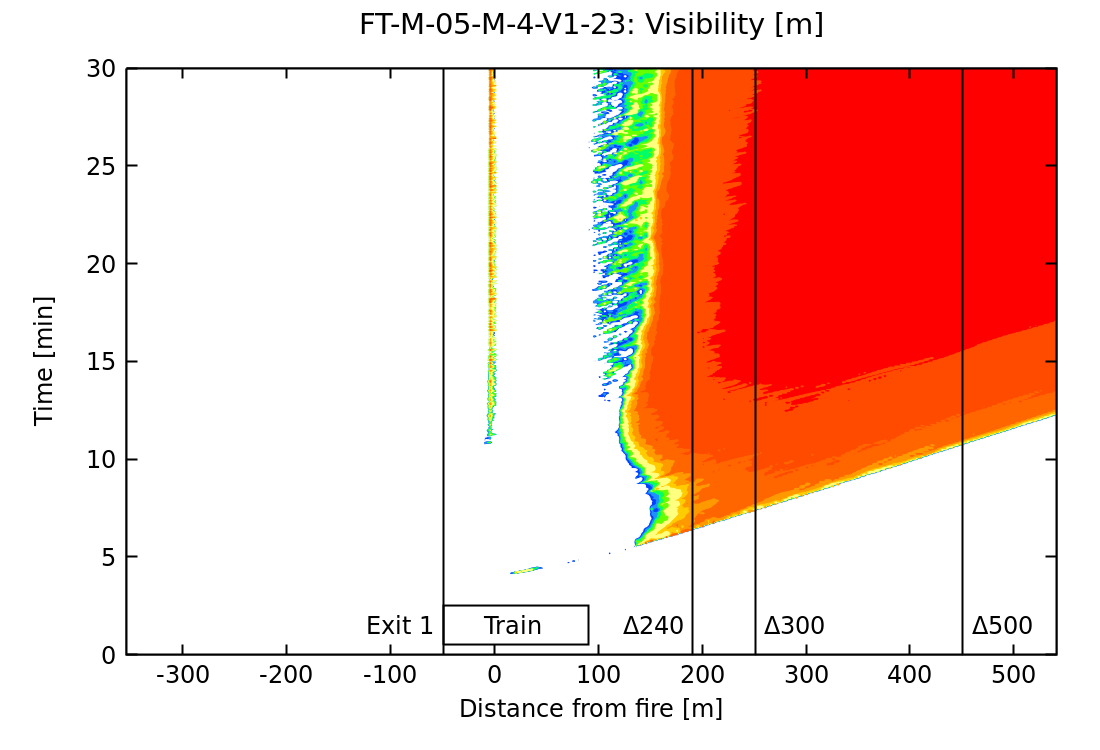 FT-M-05-M-4-V1-23: Visibility [m]
30
25
20
15
10
5
0
Time [min]
Exit 1
Train
Δ240
Δ300
Δ500
-300 -200 -100 0 100 200 300 400 500
Distance from fire [m]